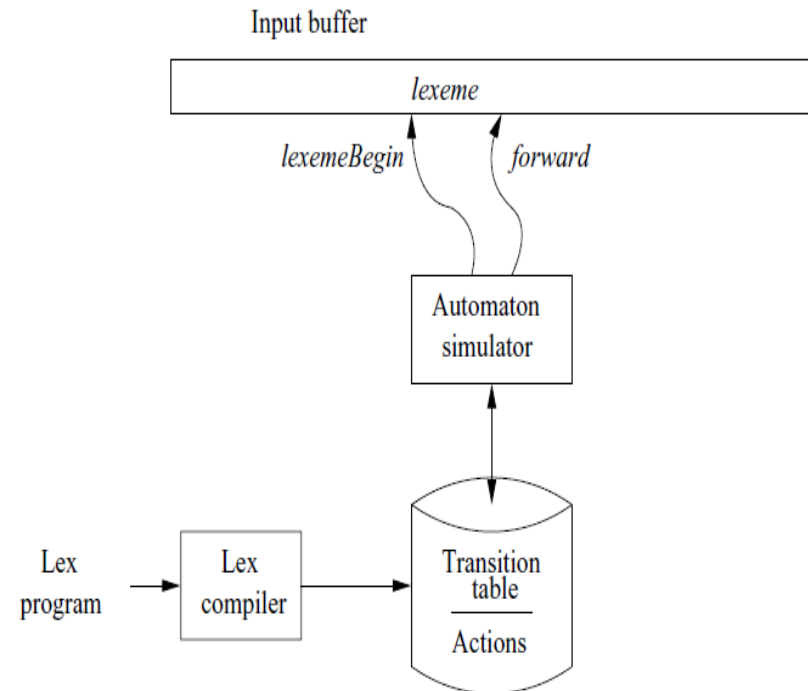 Input buffer
lexeme
lexemeBegin
forward
Automaton
simulator
Lex
program
Lex
compiler
Transition
table
Actions